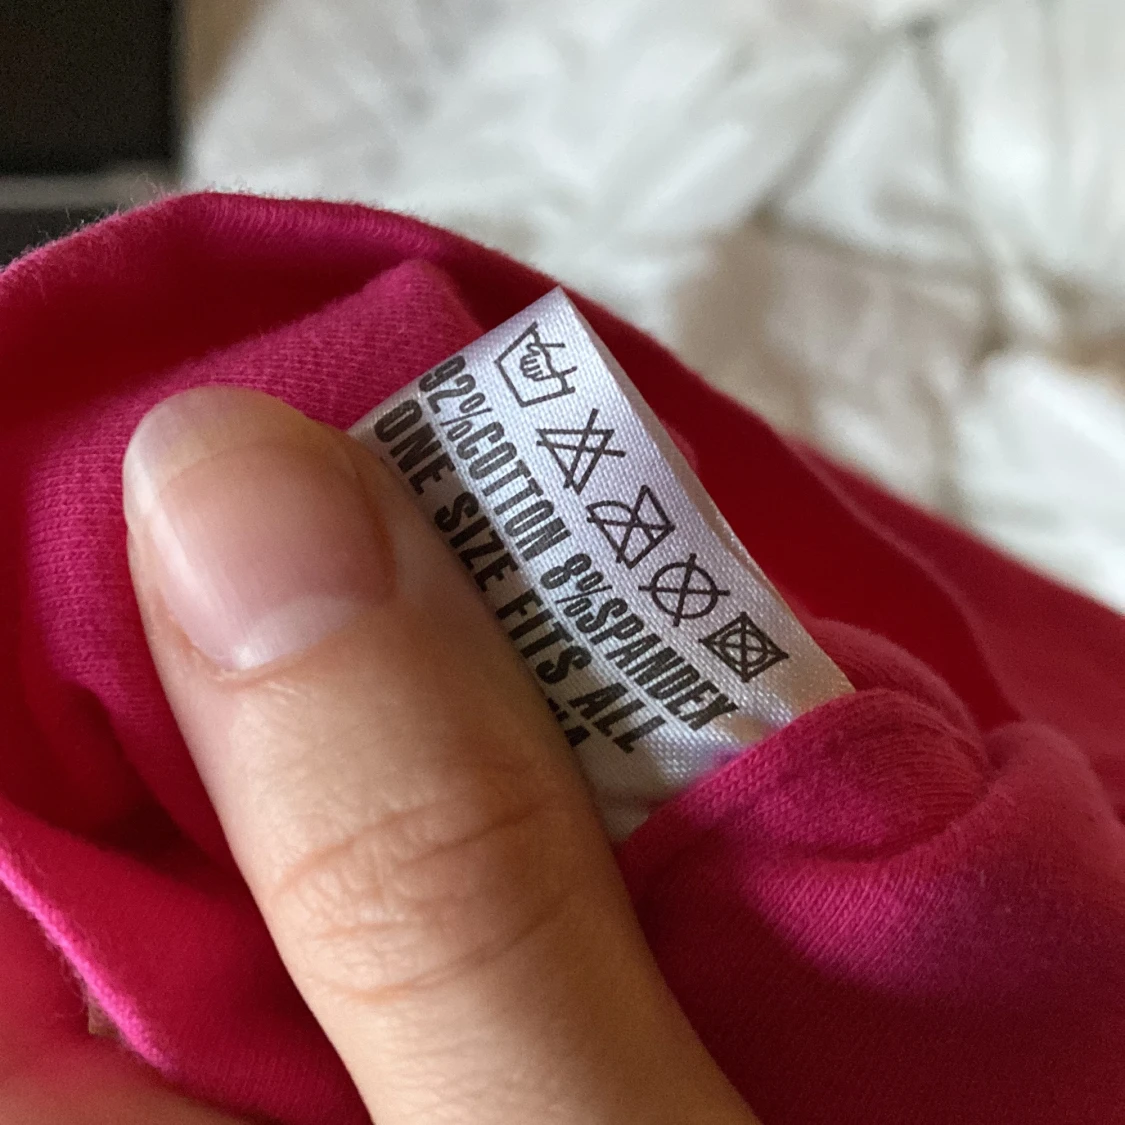 92%COTTON 8%SPANDEX
ONE SIZE FITS ALL